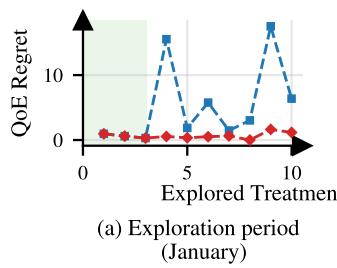 QoE Regret
10
0
0
5
10
Explored Treatmen
(a) Exploration period
(January)